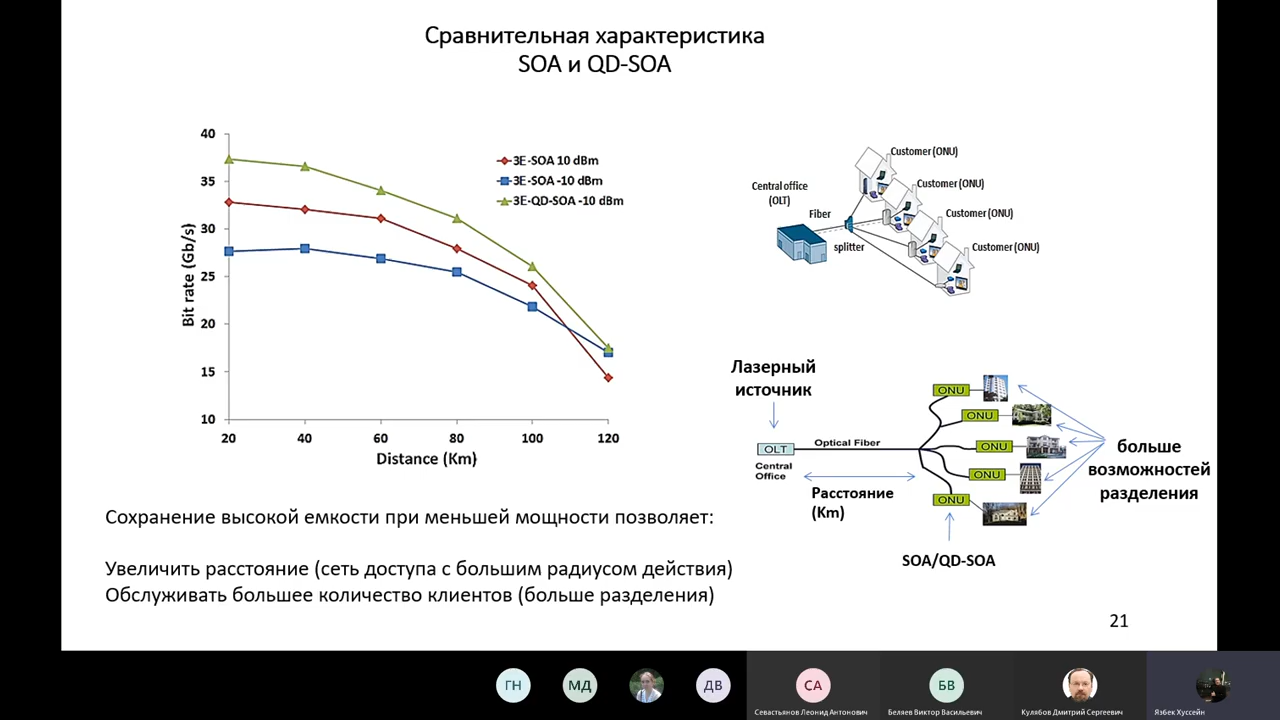 Сравнительная характеристика
SOA и QD-SOA
40
35
30
25
20
15
10
Bit rate (Gb/s)
20 40 60 80 100 120
Distance (Km)
3E-SOA 10 dBm
3E-SOA -10 dBm
3E-QD-SOA -10 dBm
Customer (ONU)
Customer (ONU)
Customer (ONU)
Customer (ONU)
Central office
(OLT)
Fiber
splitter
Лазерный
источник
OLT
Central
Office
Optical Fiber
Расстояние
(Km)
ONU
ONU
ONU
ONU
ONU
больше
возможностей
разделения
SOA/QD-SOA
Сохранение высокой емкости при меньшей мощности позволяет:
Увеличить расстояние (сеть доступа с большим радиусом действия)
Обслуживать большее количество клиентов (больше разделения)
21
ГН
МД
ДВ
СА
БВ
Севастьянов Леонид Антонович
Беляев Виктор Васильевич
Кулябов Дмитрий Сергеевич
Язбек Хуссейн